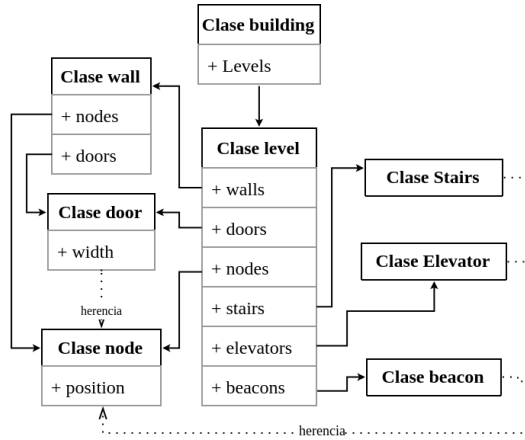 Clase building
+ Levels
Clase wall
+ nodes
+ doors
Clase level
+ walls
+ doors
+ nodes
+ stairs
+ elevators
+ beacons
Clase door
+ width
herencia
Clase node
+ position
Clase Stairs
Clase Elevator
Clase beacon
herencia